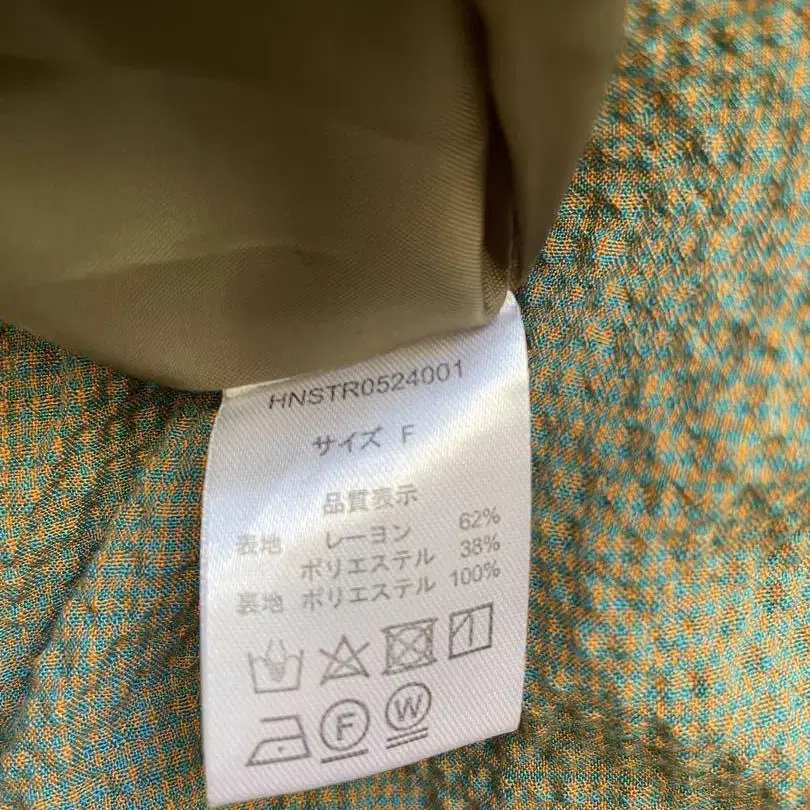 HNSTR0524001
サイズ F
品質表示
表地 レーヨン 62%
ポリエステル 38%
裏地 ポリエステル 100%
F W